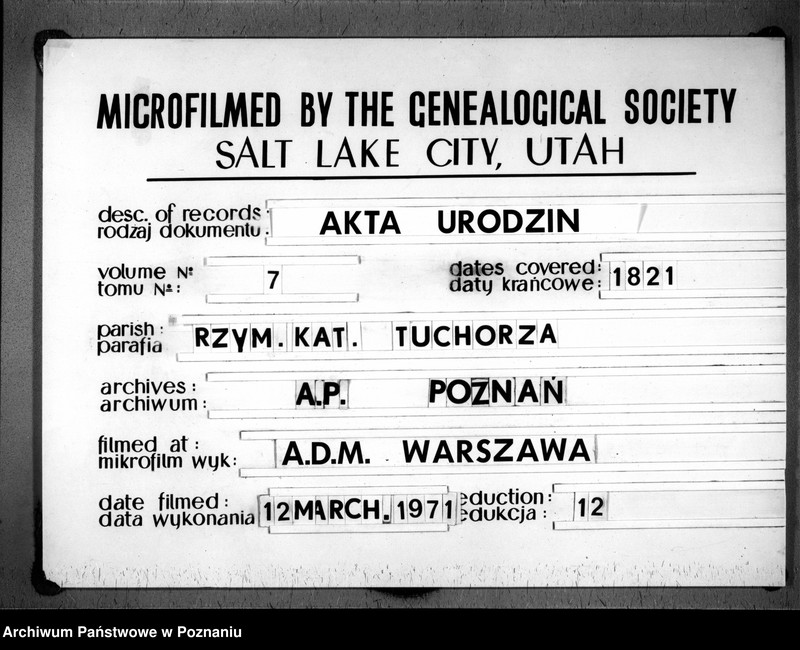 MICROFILMED BY THE GENEALOGICAL SOCIETY
SALT LAKE CITY, UTAH
desc. of records:
rodzaj dokumentu:
AKTA URODZIN
volume №
tomu №:
7
dates covered:
daty krańcowe:
1821
parish:
parafia
RZYM. KAT. TUCHORZA
archives:
archiwum:
A.P. POZNAŃ
filmed at:
mikrofilm wyk:
A.D.M. WARSZAWA
date filmed:
data wykonania
12 MARCH. 1971
eduction:
edukcja:
12
Archiwum Państwowe w Poznaniu